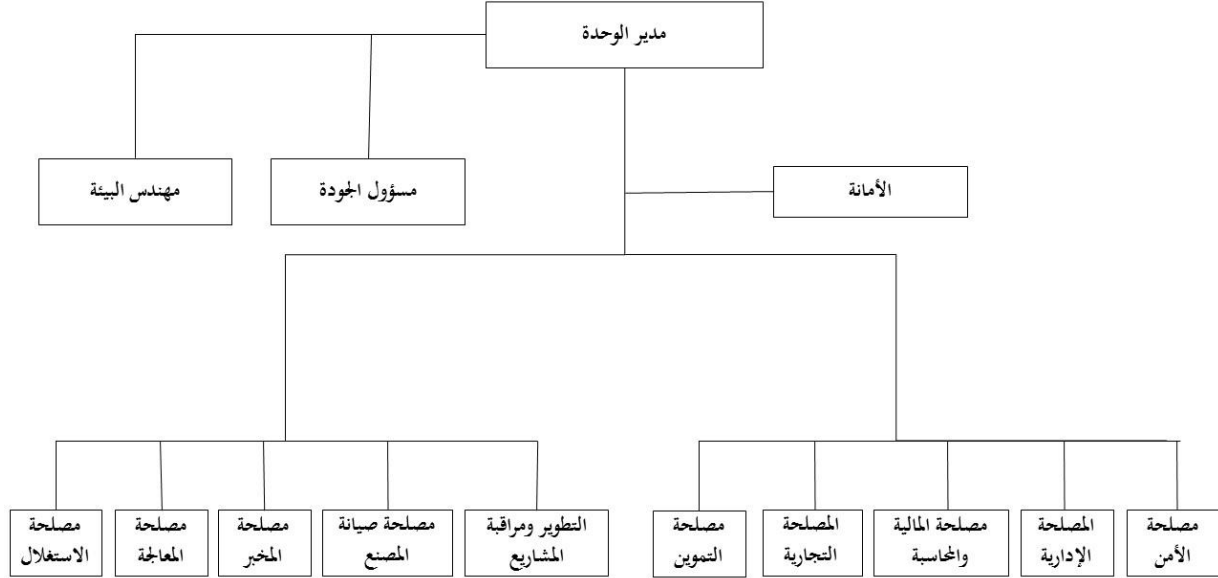 مدير الوحدة
الأمانة
مسؤول الجودة
مهندس البيئة
مصلحة
الأمن
المصلحة
الإدارية
مصلحة المالية
والمحاسبة
المصلحة
التجارية
مصلحة
التموين
التطوير ومراقبة
المشاريع
مصلحة صيانة
المصنع
مصلحة
المخبر
مصلحة
المعالجة
مصلحة
الاستغلال